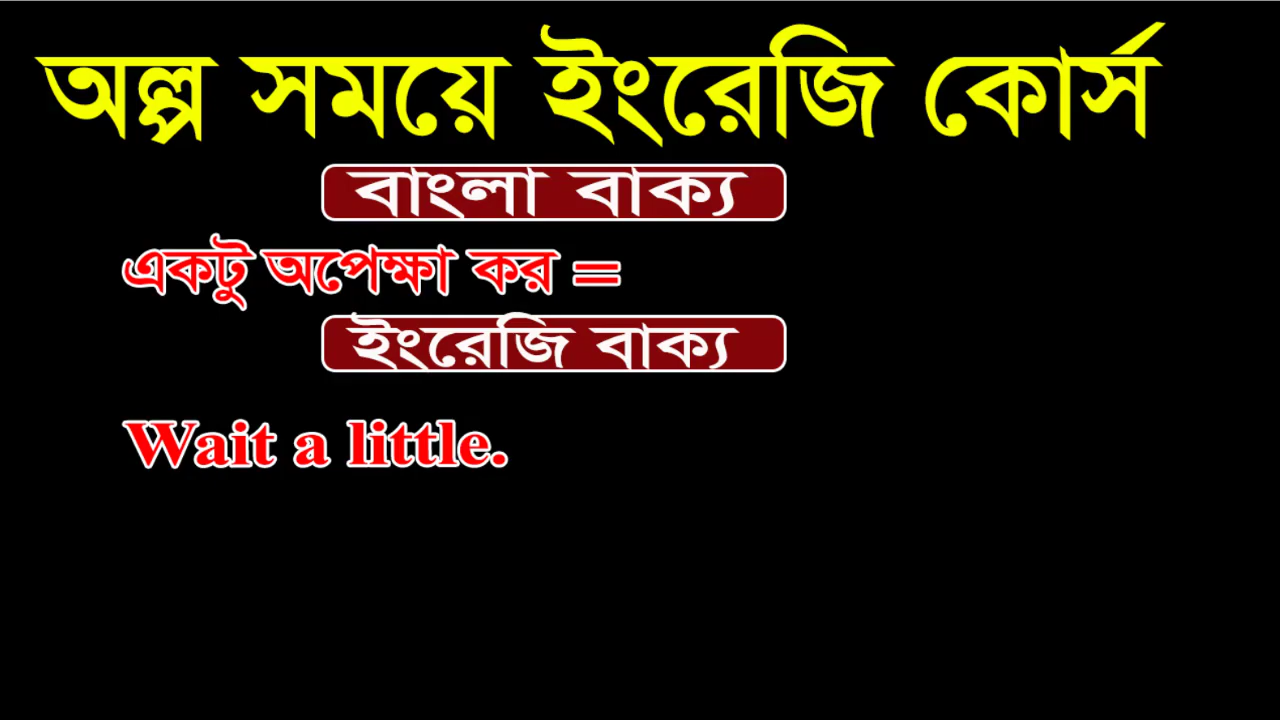 অল্প সময়ে ইংরেজি কোর্স
বাংলা বাক্য
একটু অপেক্ষা কর =
ইংরেজি বাক্য
Wait a little.